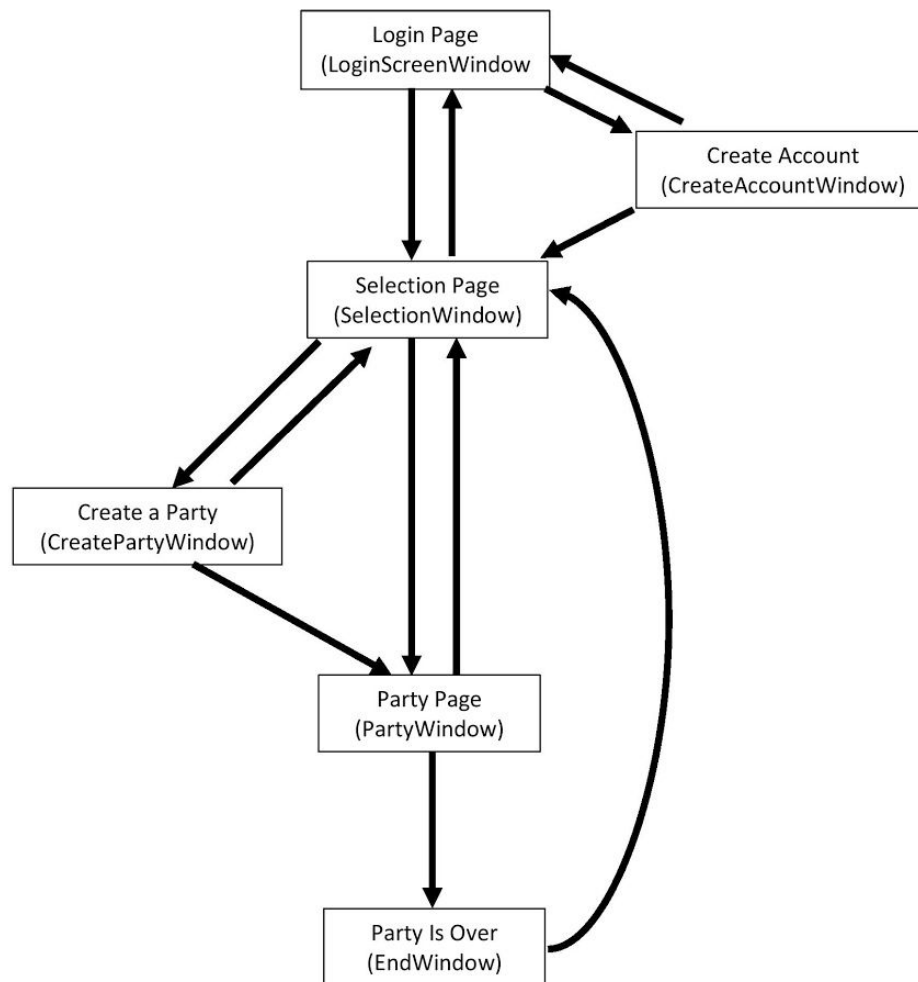 Login Page
(LoginScreenWindow
Create Account
(CreateAccountWindow)
Selection Page
(SelectionWindow)
Create a Party
(CreatePartyWindow)
Party Page
(PartyWindow)
Party Is Over
(EndWindow)